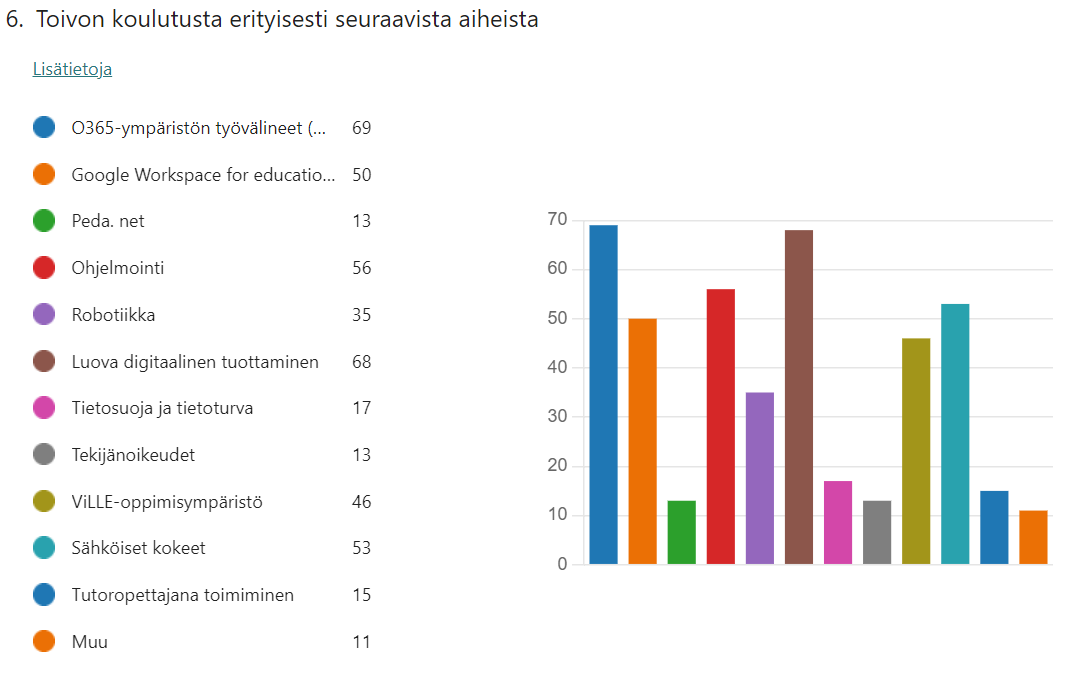 6. Toivon koulutusta erityisesti seuraavista aiheista
Lisätietoja
O365-ympäristön työvälineet (... 69
Google Workspace for educatio... 50
Peda. net 13
Ohjelmointi 56
Robotiikka 35
Luova digitaalinen tuottaminen 68
Tietosuoja ja tietoturva 17
Tekijänoikeudet 13
ViLLE-oppimisympäristö 46
Sähköiset kokeet 53
Tutoropettajana toimiminen 15
Muu 11
70
60
50
40
30
20
10
0